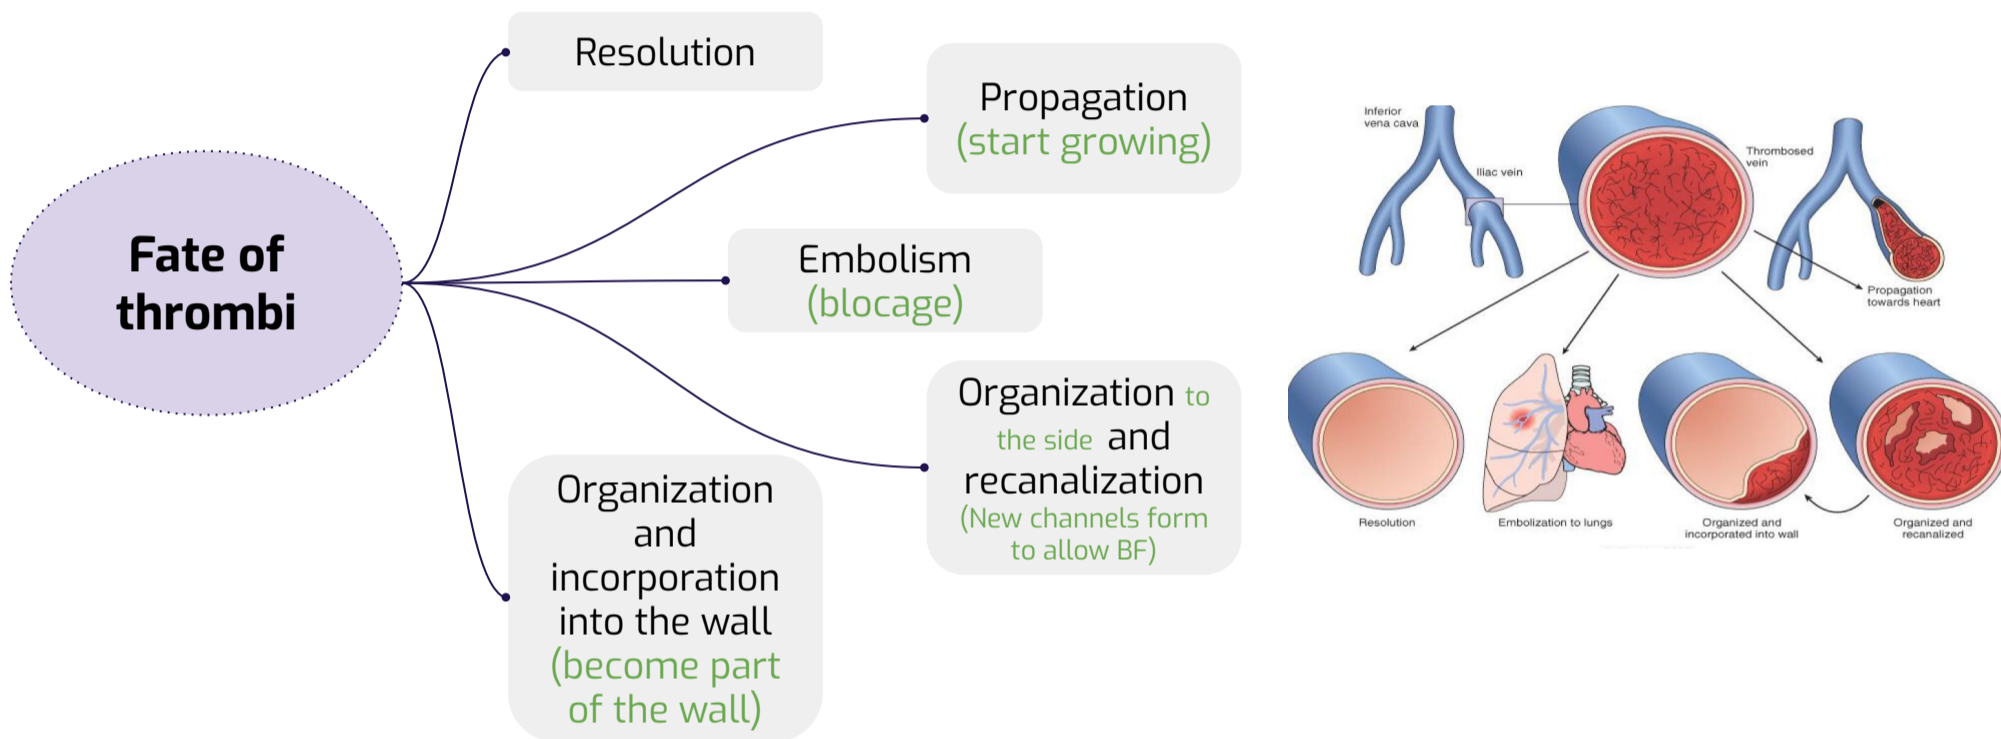 Fate of
thrombi
Resolution
Propagation
(start growing)
Embolism
(blocage)
Organization to
the side and
recanalization
(New channels form
to allow BF)
Organization
and
incorporation
into the wall
(become part
of the wall)
Inferior
vena cava
Iliac vein
Thrombosed
vein
Propagation
towards heart
Resolution
Embolization to lungs
Organized and
incorporated into wall
Organized and
recanalized